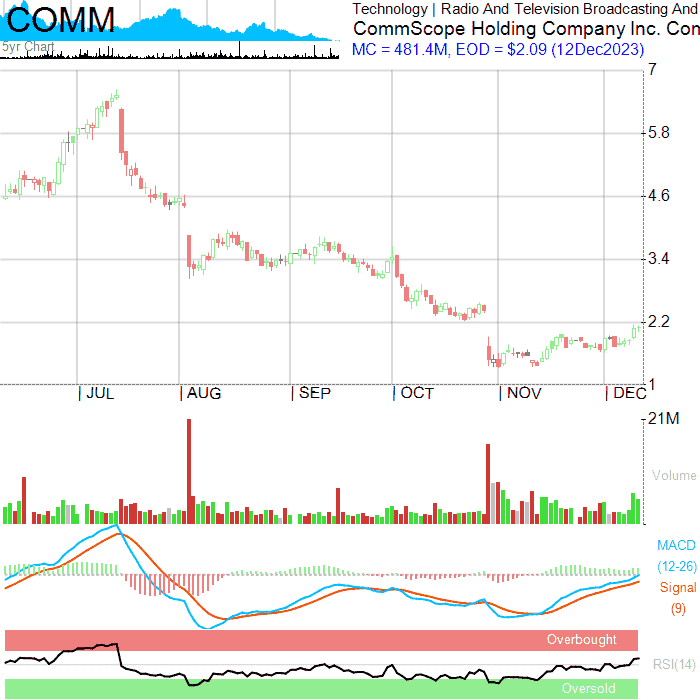 COMM
5yr Chart
Technology | Radio And Television Broadcasting And
CommScope Holding Company Inc. Con
MC = 481.4M, EOD = $2.09 (12Dec2023)
7
5.8
4.6
3.4
2.2
1
| JUL | AUG | SEP | OCT | NOV | DEC
21M
Volume
MACD
(12-26)
Signal
(9)
Overbought
RSI(14)
Oversold